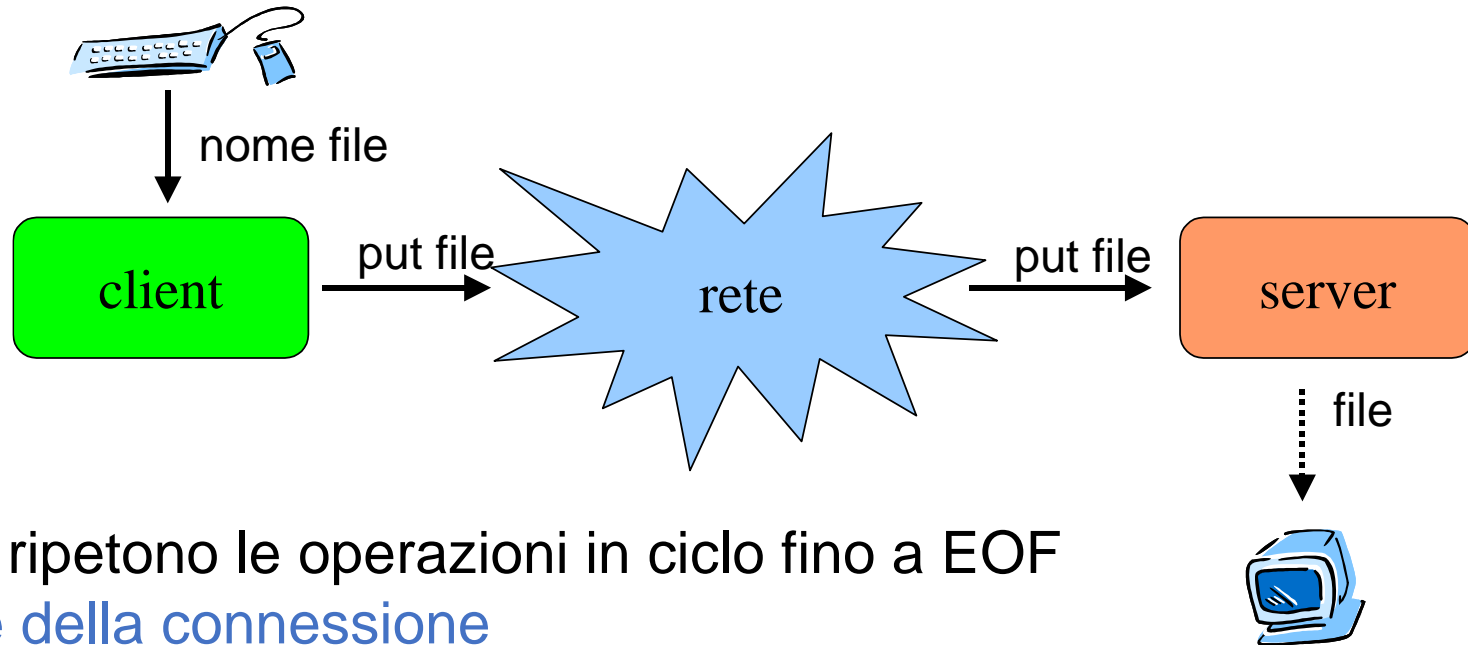 nome file
client
put file
rete
put file
server
file
ripetono le operazioni in ciclo fino a EOF
della connessione